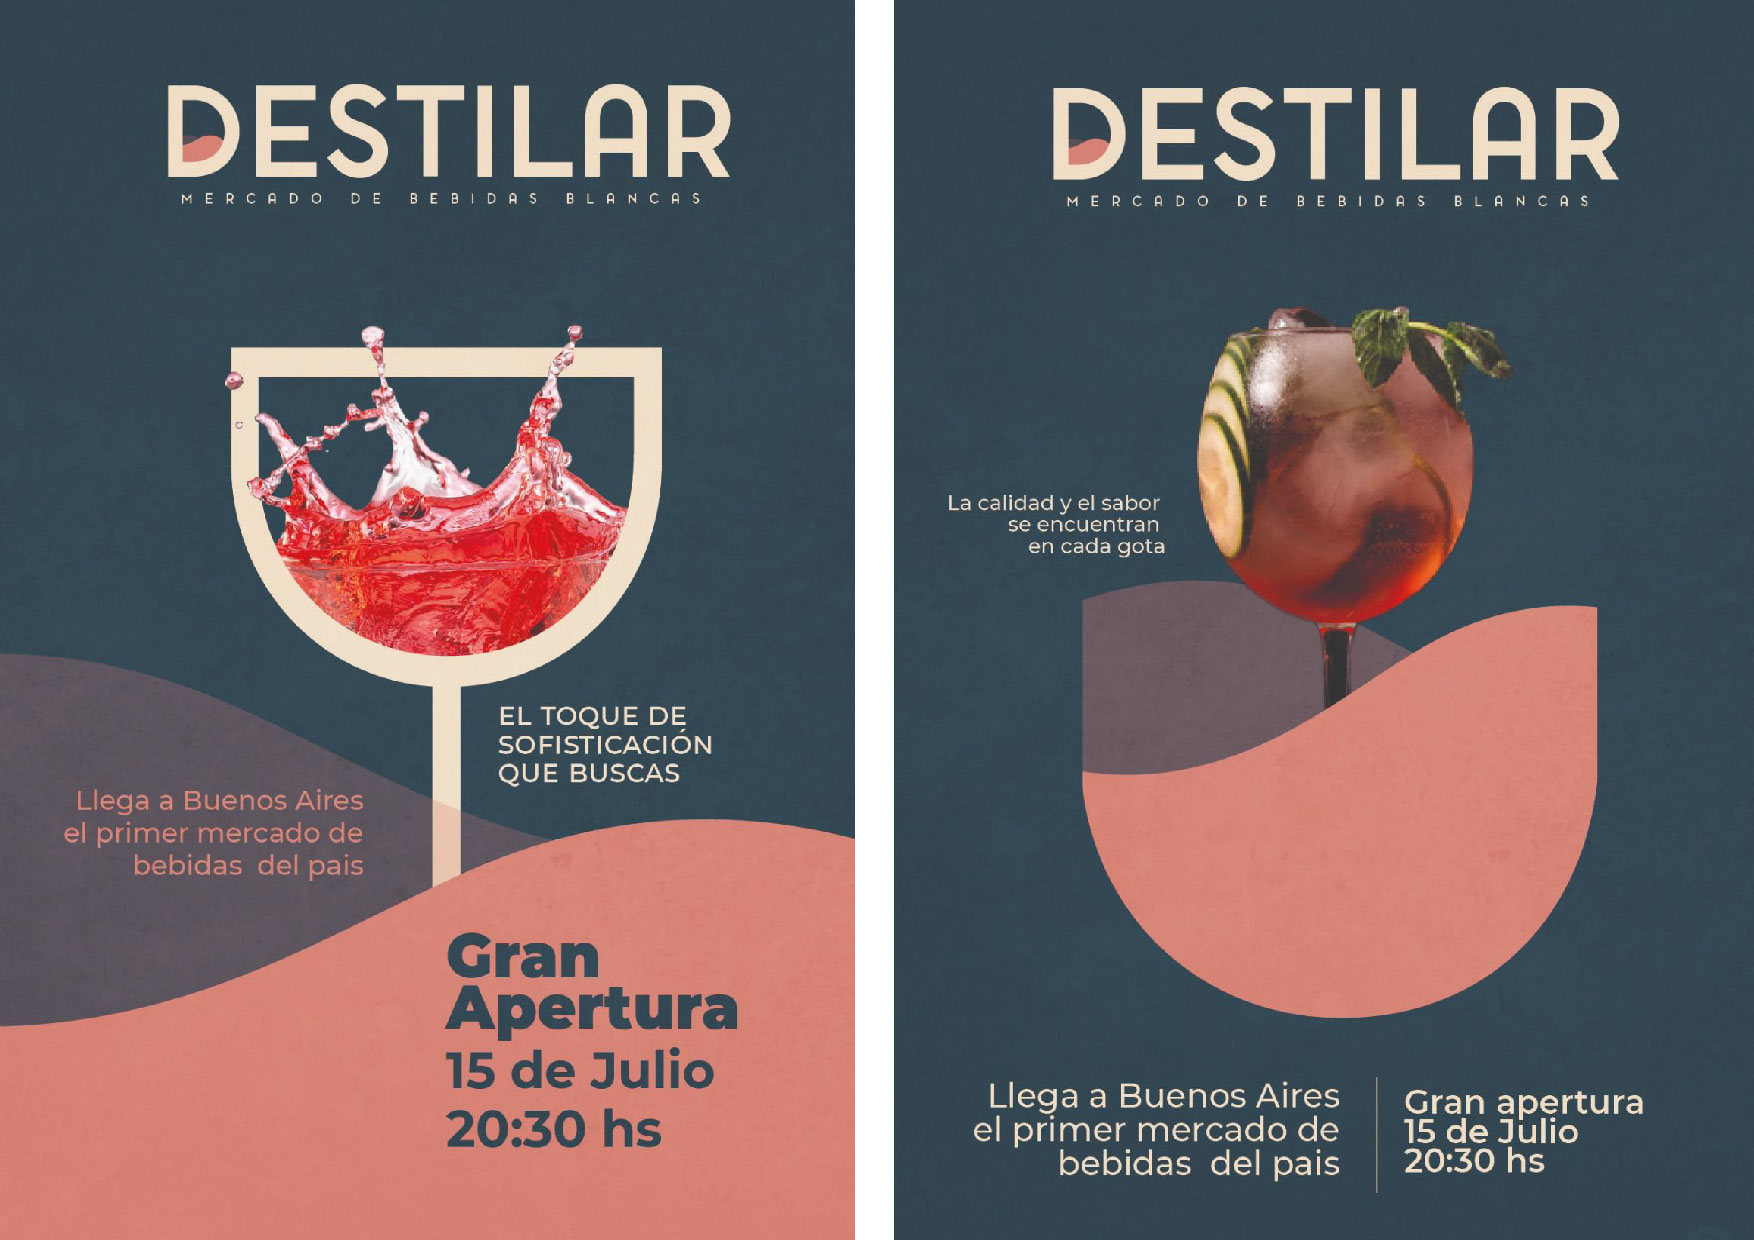 DESTILAR
MERCADO DE BEBIDAS BLANCAS
EL TOQUE DE
SOFISTICACIÓN
QUE BUSCAS
Llega a Buenos Aires
el primer mercado de
bebidas  del pais
Gran
Apertura
15 de Julio
20:30 hs
DESTILAR
MERCADO DE BEBIDAS BLANCAS
La calidad y el sabor
se encuentran
en cada gota
Llega a Buenos Aires
el primer mercado de
bebidas  del pais
Gran apertura
15 de Julio
20:30 hs